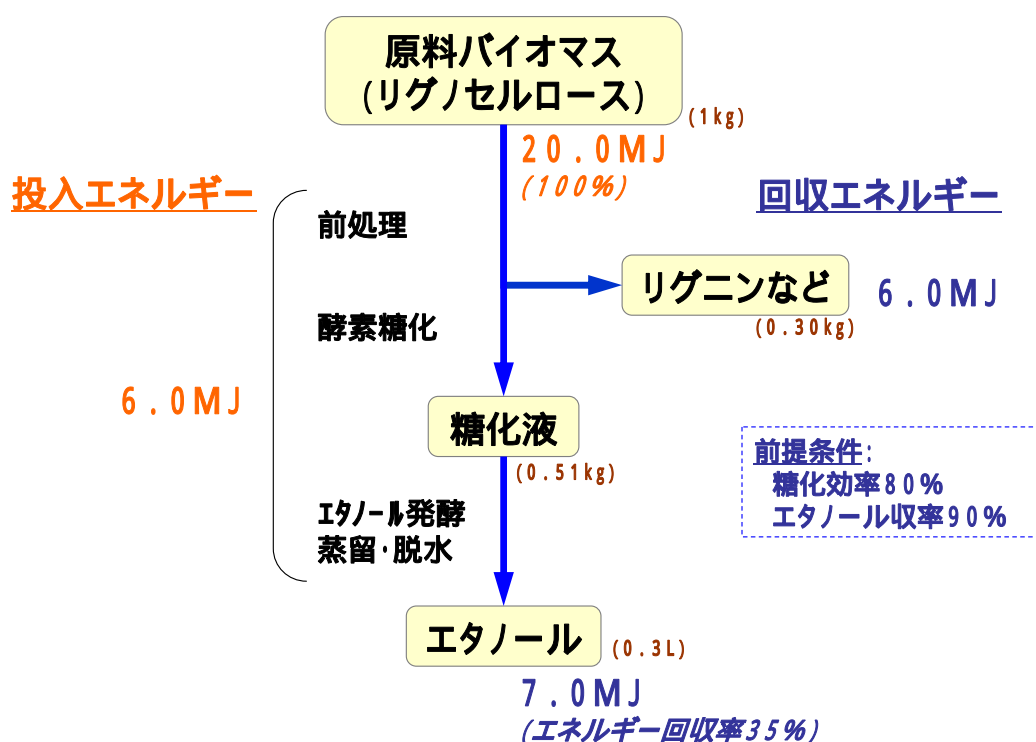 原料バイオマス
(リグノセルロース)
(1kg)
20.0MJ
(100%)
投入エネルギー
回収エネルギー
前処理
リグニンなど
6.0MJ
(0.30kg)
酵素糖化
6.0MJ
糖化液
(0.51kg)
前提条件:
糖化効率80%
エタノール収率90%
エタノール発酵
蒸留·脱水
エタノール
(0.3L)
7.0MJ
(エネルギー回収率35%)